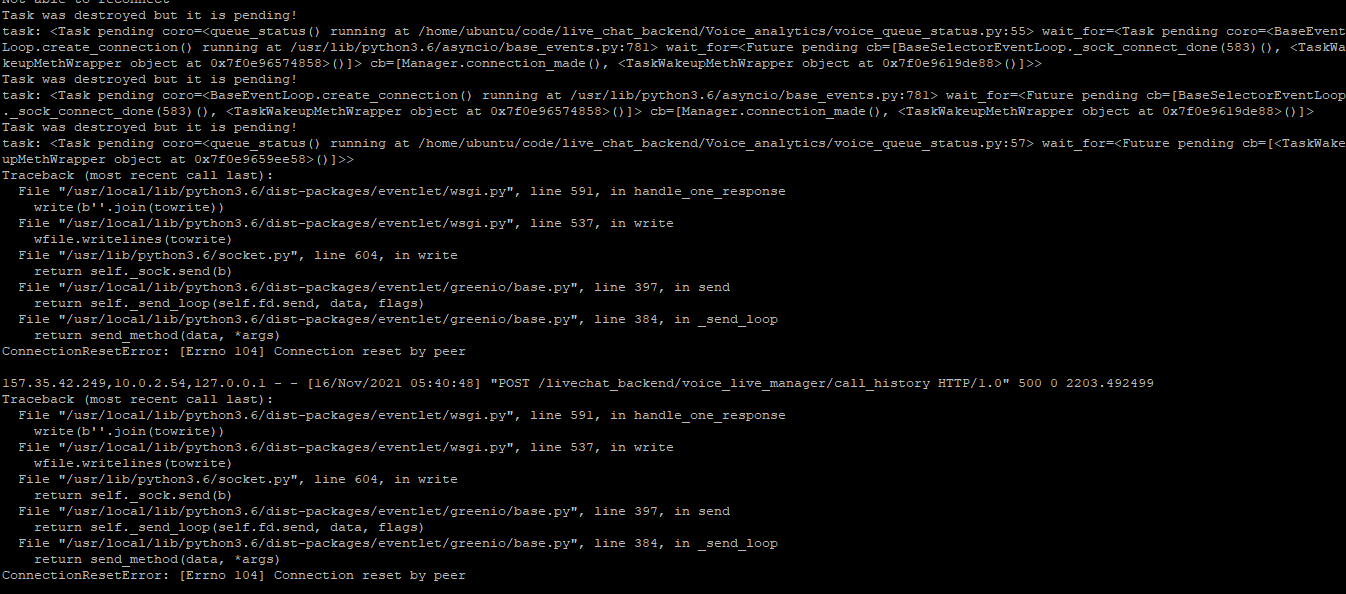 Not able to reconnect
Task was destroyed but it is pending!
task: <Task pending coro=<queue_status() running at /home/ubuntu/code/live_chat_backend/Voice_analytics/voice_queue_status.py:55> wait_for=<Task pending coro=<BaseEvent
Loop.create_connection() running at /usr/lib/python3.6/asyncio/base_events.py:781> wait_for=<Future pending cb=[BaseSelectorEventLoop._sock_connect_done(583)(), <TaskWa
keupMethWrapper object at 0x7f0e96574858>()]> cb=[Manager.connection_made(), <TaskWakeupMethWrapper object at 0x7f0e9619de88>()]>>
Task was destroyed but it is pending!
task: <Task pending coro=<BaseEventLoop.create_connection() running at /usr/lib/python3.6/asyncio/base_events.py:781> wait_for=<Future pending cb=[BaseSelectorEventLoop
._sock_connect_done(583)(), <TaskWakeupMethWrapper object at 0x7f0e96574858>()]> cb=[Manager.connection_made(), <TaskWakeupMethWrapper object at 0x7f0e9619de88>()]>
Task was destroyed but it is pending!
task: <Task pending coro=<queue_status() running at /home/ubuntu/code/live_chat_backend/Voice_analytics/voice_queue_status.py:57> wait_for=<Future pending cb=[<TaskWake
upMethWrapper object at 0x7f0e9659ee58>()]>>
Traceback (most recent call last):
  File "/usr/local/lib/python3.6/dist-packages/eventlet/wsgi.py", line 591, in handle_one_response
    write(b''.join(towrite))
  File "/usr/local/lib/python3.6/dist-packages/eventlet/wsgi.py", line 537, in write
    wfile.writelines(towrite)
  File "/usr/lib/python3.6/socket.py", line 604, in write
    return self._sock.send(b)
  File "/usr/local/lib/python3.6/dist-packages/eventlet/greenio/base.py", line 397, in send
    return self._send_loop(self.fd.send, data, flags)
  File "/usr/local/lib/python3.6/dist-packages/eventlet/greenio/base.py", line 384, in _send_loop
    return send_method(data, *args)
ConnectionResetError: [Errno 104] Connection reset by peer

157.35.42.249,10.0.2.54,127.0.0.1 - - [16/Nov/2021 05:40:48] "POST /livechat_backend/voice_live_manager/call_history HTTP/1.0" 500 0 2203.492499
Traceback (most recent call last):
  File "/usr/local/lib/python3.6/dist-packages/eventlet/wsgi.py", line 591, in handle_one_response
    write(b''.join(towrite))
  File "/usr/local/lib/python3.6/dist-packages/eventlet/wsgi.py", line 537, in write
    wfile.writelines(towrite)
  File "/usr/lib/python3.6/socket.py", line 604, in write
    return self._sock.send(b)
  File "/usr/local/lib/python3.6/dist-packages/eventlet/greenio/base.py", line 397, in send
    return self._send_loop(self.fd.send, data, flags)
  File "/usr/local/lib/python3.6/dist-packages/eventlet/greenio/base.py", line 384, in _send_loop
    return send_method(data, *args)
ConnectionResetError: [Errno 104] Connection reset by peer